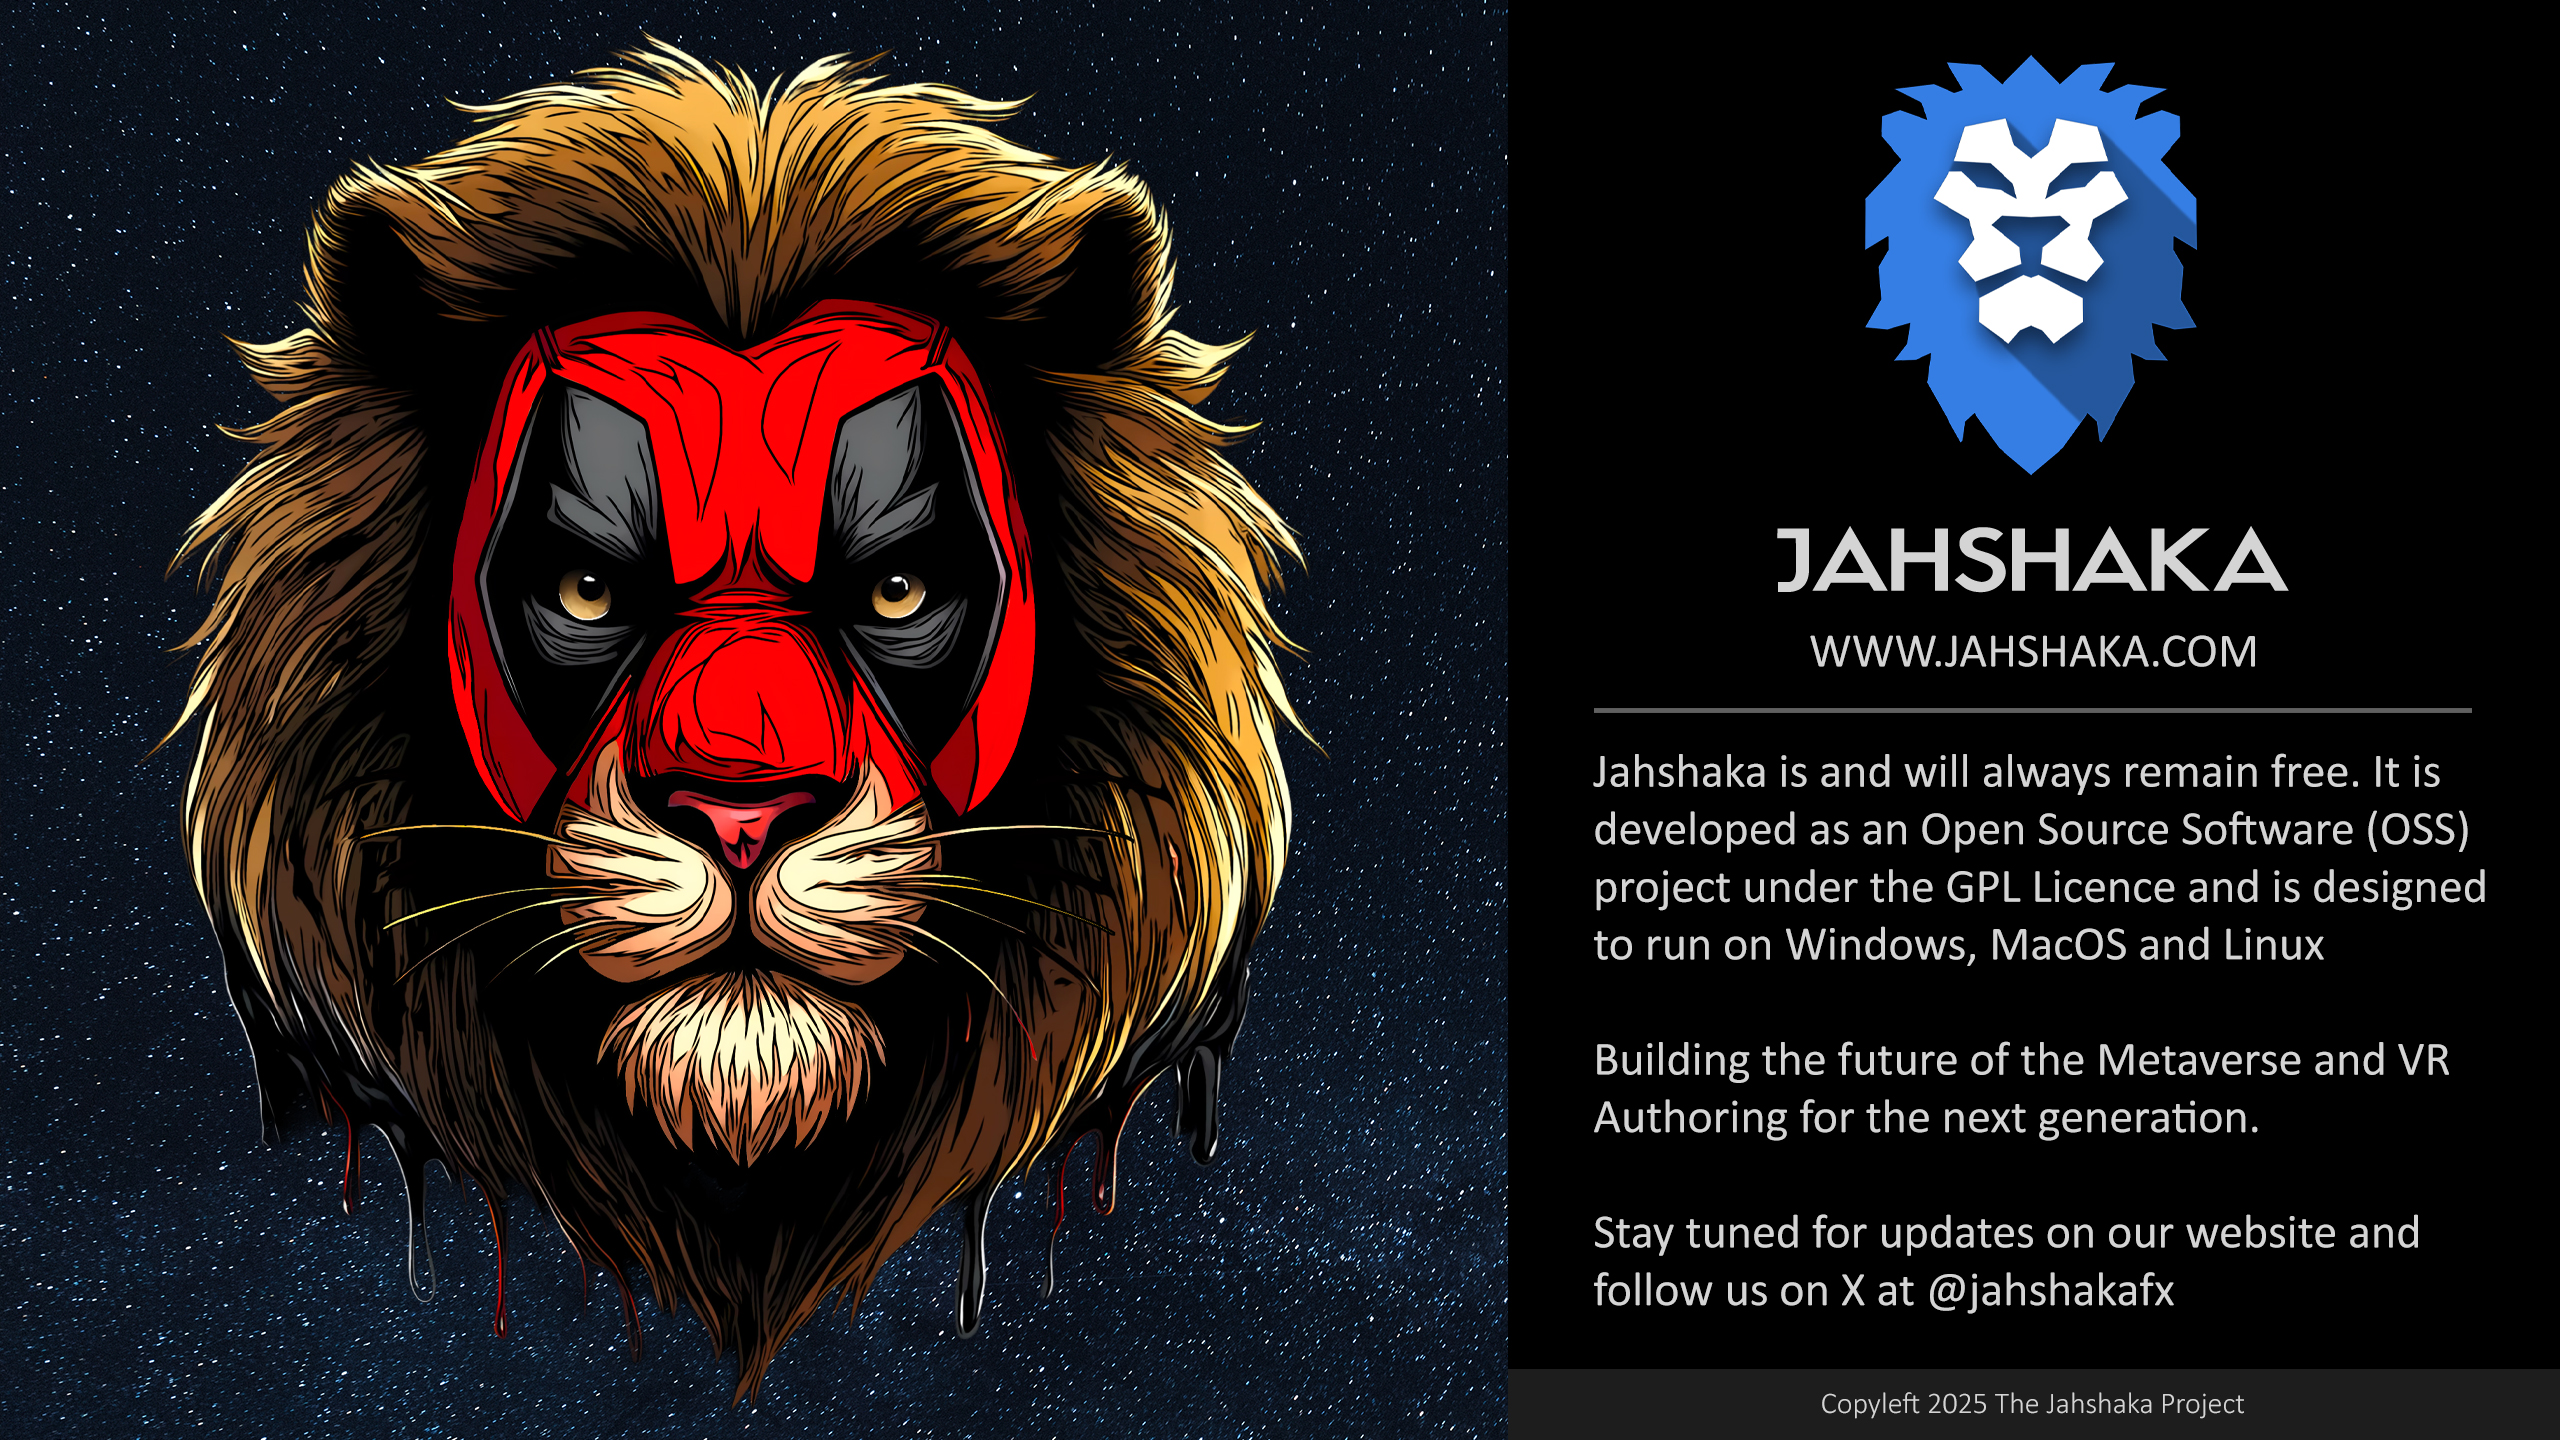 JAHSHAKA
WWW.JAHSHAKA.COM
Jahshaka is and will always remain free. It is
developed as an Open Source Software (OSS)
project under the GPL Licence and is designed
to run on Windows, MacOS and Linux
Building the future of the Metaverse and VR
Authoring for the next generation.
Stay tuned for updates on our website and
follow us on X at @jahshakafx
Copyleft 2025 The Jahshaka Project